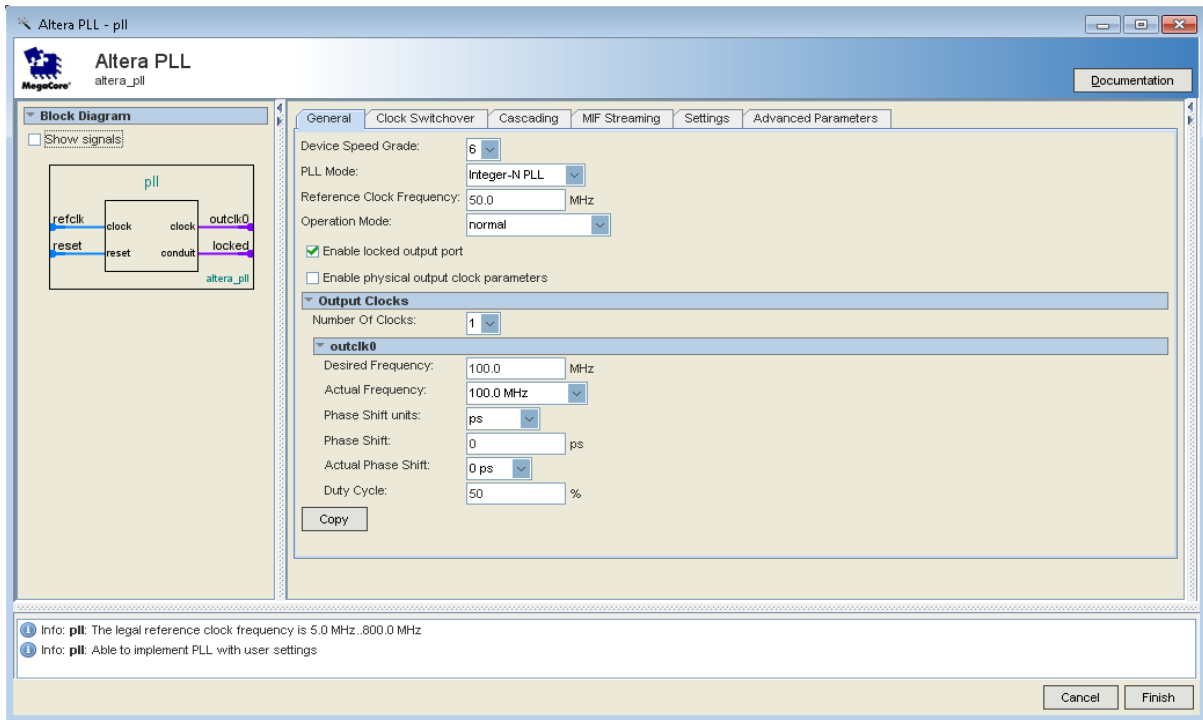 Altera PLL - pll
MegaCore®
Altera PLL
altera_pll
Documentation
Block Diagram
Show signals
pll
refclk
clock
clock
outclk0
reset
reset
conduit
locked
altera_pll
General Clock Switchover Cascading MIF Streaming Settings Advanced Parameters
Device Speed Grade: 6
PLL Mode: Integer-N PLL
Reference Clock Frequency: 50.0 MHz
Operation Mode: normal
Enable locked output port
Enable physical output clock parameters
Output Clocks
Number Of Clocks: 1
outclk0
Desired Frequency: 100.0 MHz
Actual Frequency: 100.0 MHz
Phase Shift units: ps
Phase Shift: 0 ps
Actual Phase Shift: 0 ps
Duty Cycle: 50 %
Copy
Info: pll: The legal reference clock frequency is 5.0 MHz..800.0 MHz
Info: pll: Able to implement PLL with user settings
Cancel Finish